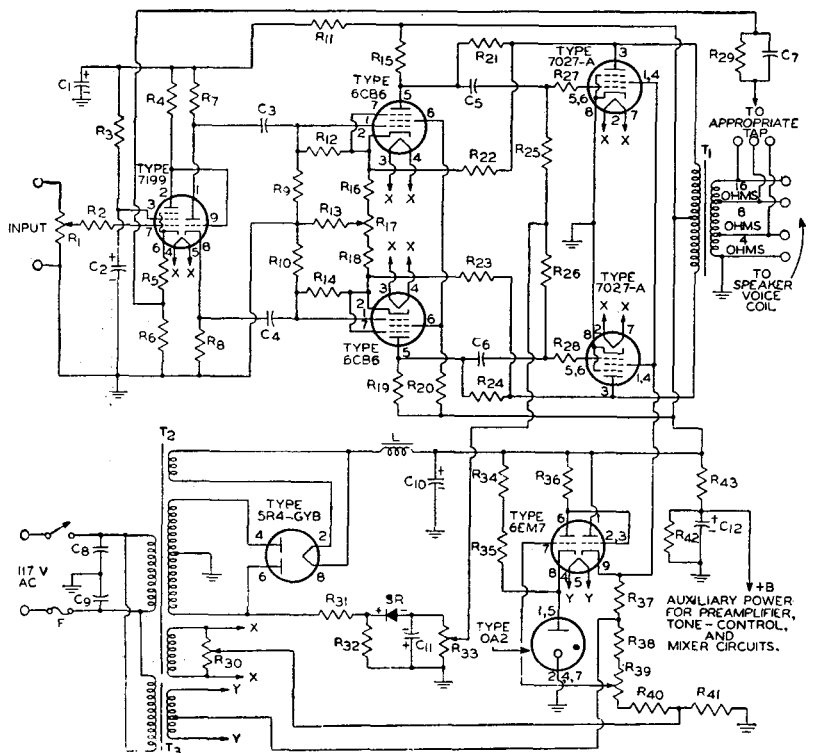 R11
R15
R21
R29
C7
TYPE
7027-A
3
1,4
R27
5,6
8
2
7
X
X
C5
C1
+
R4
R7
R3
TYPE
6CB6
5
7
1
2
6
3
4
X
X
C3
R12
R9
R16
R13
R17
R10
R18
R14
R22
R25
TO
APPROPRIATE
TAP
T1
16
OHMS
8
OHMS
4
OHMS
TO
SPEAKER
VOICE
COIL
INPUT
R1
R2
TYPE
7199
2
1
3
7
9
6
4
5
8
X
X
R5
C2
+
-
R6
R8
C4
X
X
3
4
2
1
7
6
5
TYPE
6CB6
R23
R26
TYPE
7027-A
X
X
2
7
8
5,6
1,4
3
C6
R28
R24
R19
R20
T2
L
C10
+
-
TYPE
5R4-GYB
4
2
6
8
R34
R35
R36
TYPE
6EM7
6
1
7
2,3
8
4
5
9
Y
Y
R43
R42
C12
+
-
+B
AUXILIARY POWER
FOR PREAMPLIFIER,
TONE-CONTROL,
AND
MIXER CIRCUITS.
117 V
AC
C8
C9
F
R31
SR
+
-
R32
C11
-
+
R33
TYPE
OA2
1,5
2,4,7
R37
R38
R39
R40
R41
X
R30
X
Y
Y
T3